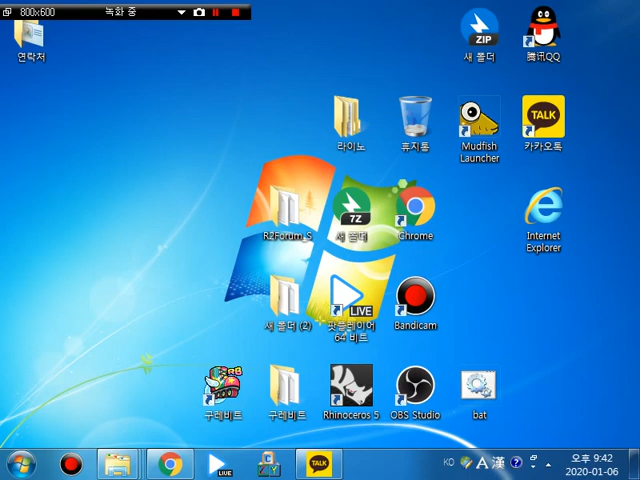 800x600 녹화 중
연락처
ZIP
새 폴더
腾讯QQ
라이노
휴지통
Mudfish
Launcher
TALK
카카오톡
R2Forum_S
7Z
새 폴더
Chrome
Internet
Explorer
새 폴더 (2)
LIVE
팟플레이어
64 비트
Bandicam
구레비트
구레비트
Rhinoceros 5
OBS Studio
bat
LIVE
TALK
KO
A 漢
오후 9:42
2020-01-06